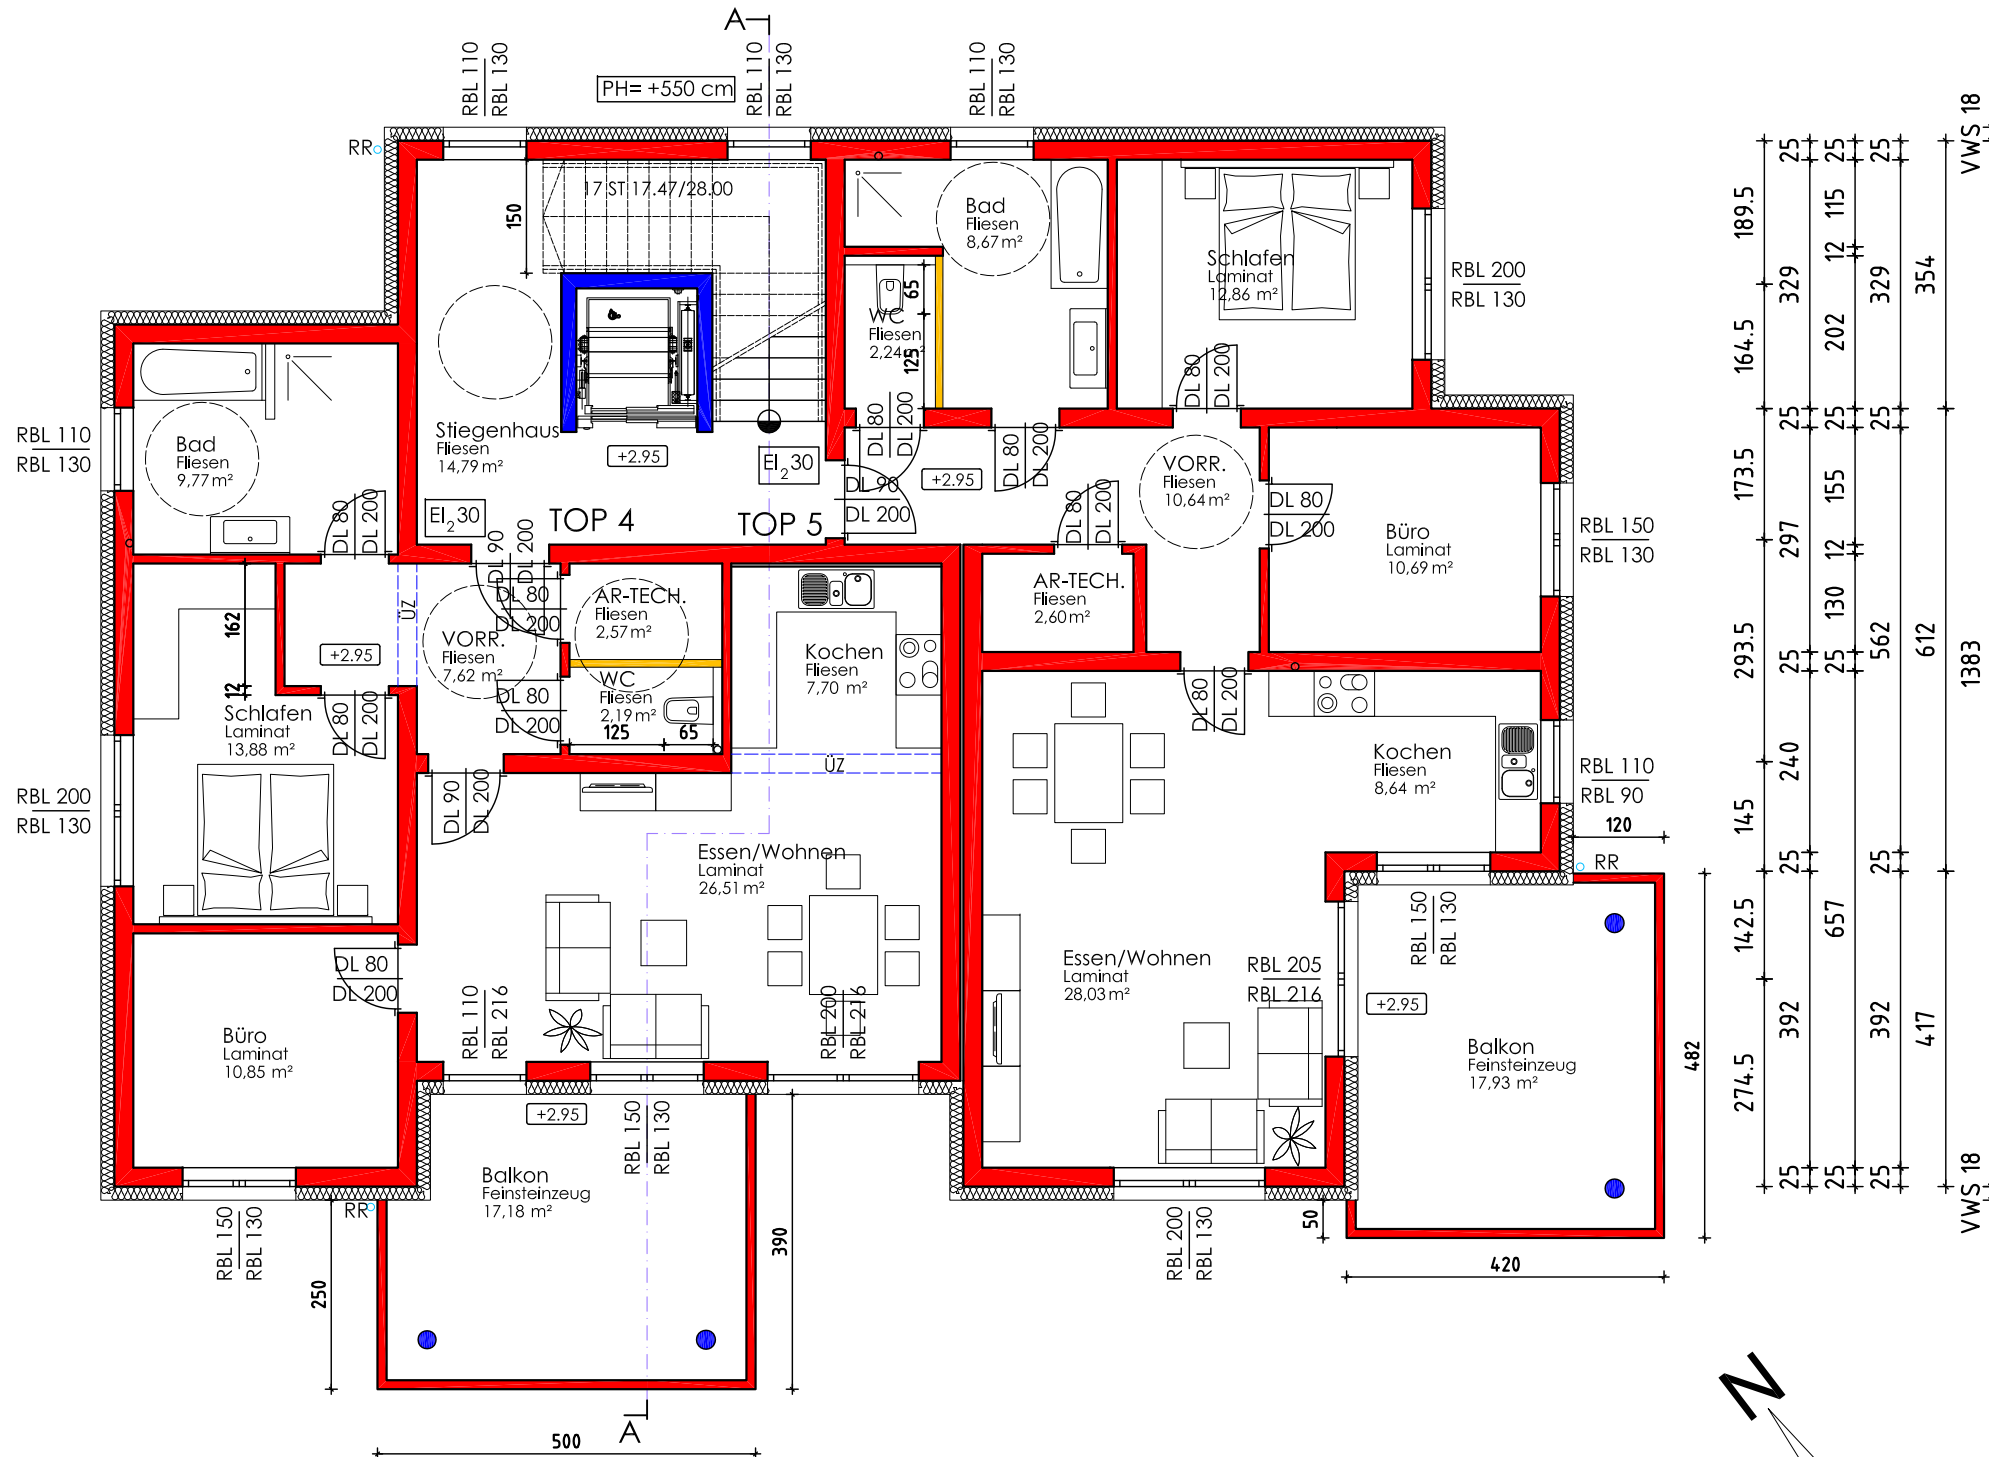 A
RBL 110
RBL 130
PH= +550 cm
RBL 110
RBL 130
RBL 110
RBL 130
RR
17 ST 17.47/28.00
150
Bad
Fliesen
8,67 m²
Schlafen
Laminat
12,86 m²
RBL 200
RBL 130
WC
Fliesen
2,24 m²
65
125
DL 80
DL 200
DL 80
DL 200
DL 80
DL 200
RBL 110
RBL 130
Bad
Fliesen
9,77 m²
DL 80
DL 200
Stiegenhaus
Fliesen
14,79 m²
+2.95
EI₂30
EI₂30
TOP 4
TOP 5
DL 90
DL 200
DL 90
DL 200
+2.95
VORR.
Fliesen
10,64 m²
DL 80
DL 200
DL 80
DL 200
Büro
Laminat
10,69 m²
RBL 150
RBL 130
AR-TECH.
Fliesen
2,60 m²
162
12
ÜZ
+2.95
VORR.
Fliesen
7,62 m²
DL 80
DL 200
AR-TECH.
Fliesen
2,57 m²
DL 80
DL 200
WC
Fliesen
2,19 m²
125
65
Kochen
Fliesen
7,70 m²
ÜZ
Schlafen
Laminat
13,88 m²
DL 80
DL 200
RBL 200
RBL 130
DL 90
DL 200
DL 80
DL 200
Kochen
Fliesen
8,64 m²
RBL 110
RBL 90
120
RR
Essen/Wohnen
Laminat
26,51 m²
DL 80
DL 200
RBL 110
RBL 216
RBL 200
RBL 216
Büro
Laminat
10,85 m²
Essen/Wohnen
Laminat
28,03 m²
RBL 205
RBL 216
RBL 150
RBL 130
+2.95
Balkon
Feinsteinzeug
17,93 m²
482
+2.95
RBL 150
RBL 130
Balkon
Feinsteinzeug
17,18 m²
RR
RBL 150
RBL 130
250
390
RBL 200
RBL 130
50
420
500
A
N
189.5
164.5
173.5
293.5
145
142.5
274.5
25
329
25
297
25
240
25
392
25
25
115
12
202
25
155
12
130
25
657
25
25
329
25
562
25
392
25
354
612
417
VWS 18
1383
VWS 18